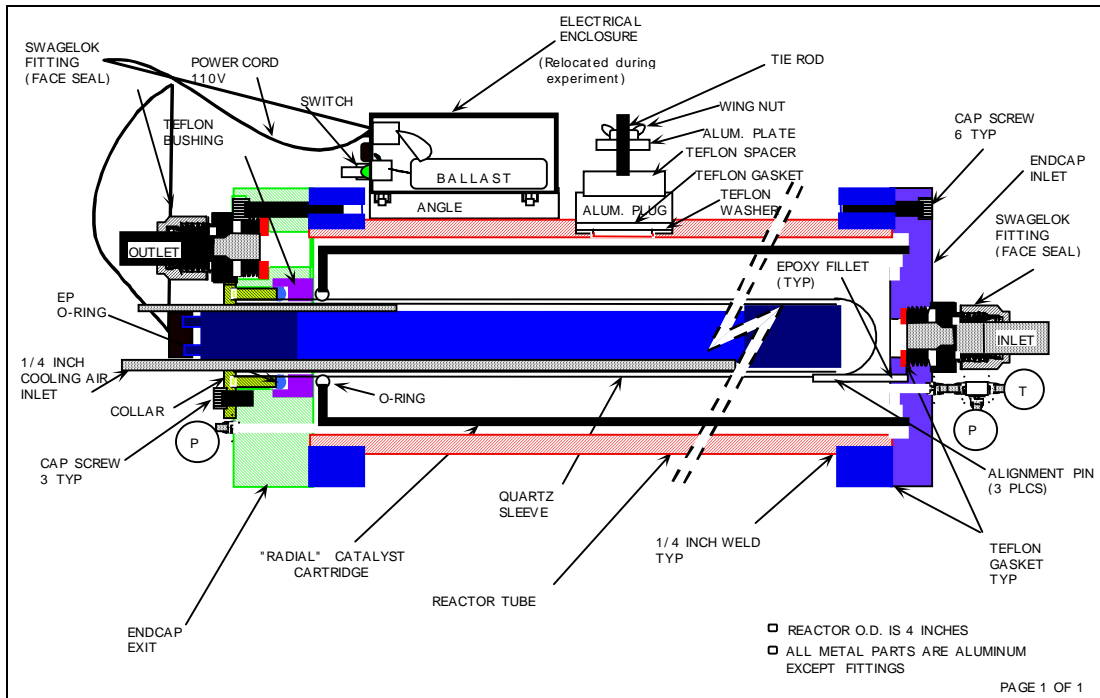 ELECTRICAL
ENCLOSURE
(Relocated during
experiment)
SWAGELOK
FITTING
(FACE SEAL)
POWER CORD
110V
SWITCH
TEFLON
BUSHING
TIE ROD
WING NUT
ALUM. PLATE
TEFLON SPACER
TEFLON GASKET
TEFLON
WASHER
CAP SCREW
6 TYP
ENDCAP
INLET
SWAGELOK
FITTING
(FACE SEAL)
BALLAST
ANGLE
ALUM. PLUG
OUTLET
EPOXY FILLET
(TYP)
EP
O-RING
INLET
1/4 INCH
COOLING AIR
INLET
COLLAR
O-RING
T
P
P
CAP SCREW
3 TYP
QUARTZ
SLEEVE
ALIGNMENT PIN
(3 PLCS)
"RADIAL" CATALYST
CARTRIDGE
1/4 INCH WELD
TYP
TEFLON
GASKET
TYP
REACTOR TUBE
ENDCAP
EXIT
REACTOR O.D. IS 4 INCHES
ALL METAL PARTS ARE ALUMINUM
EXCEPT FITTINGS
PAGE 1 OF 1